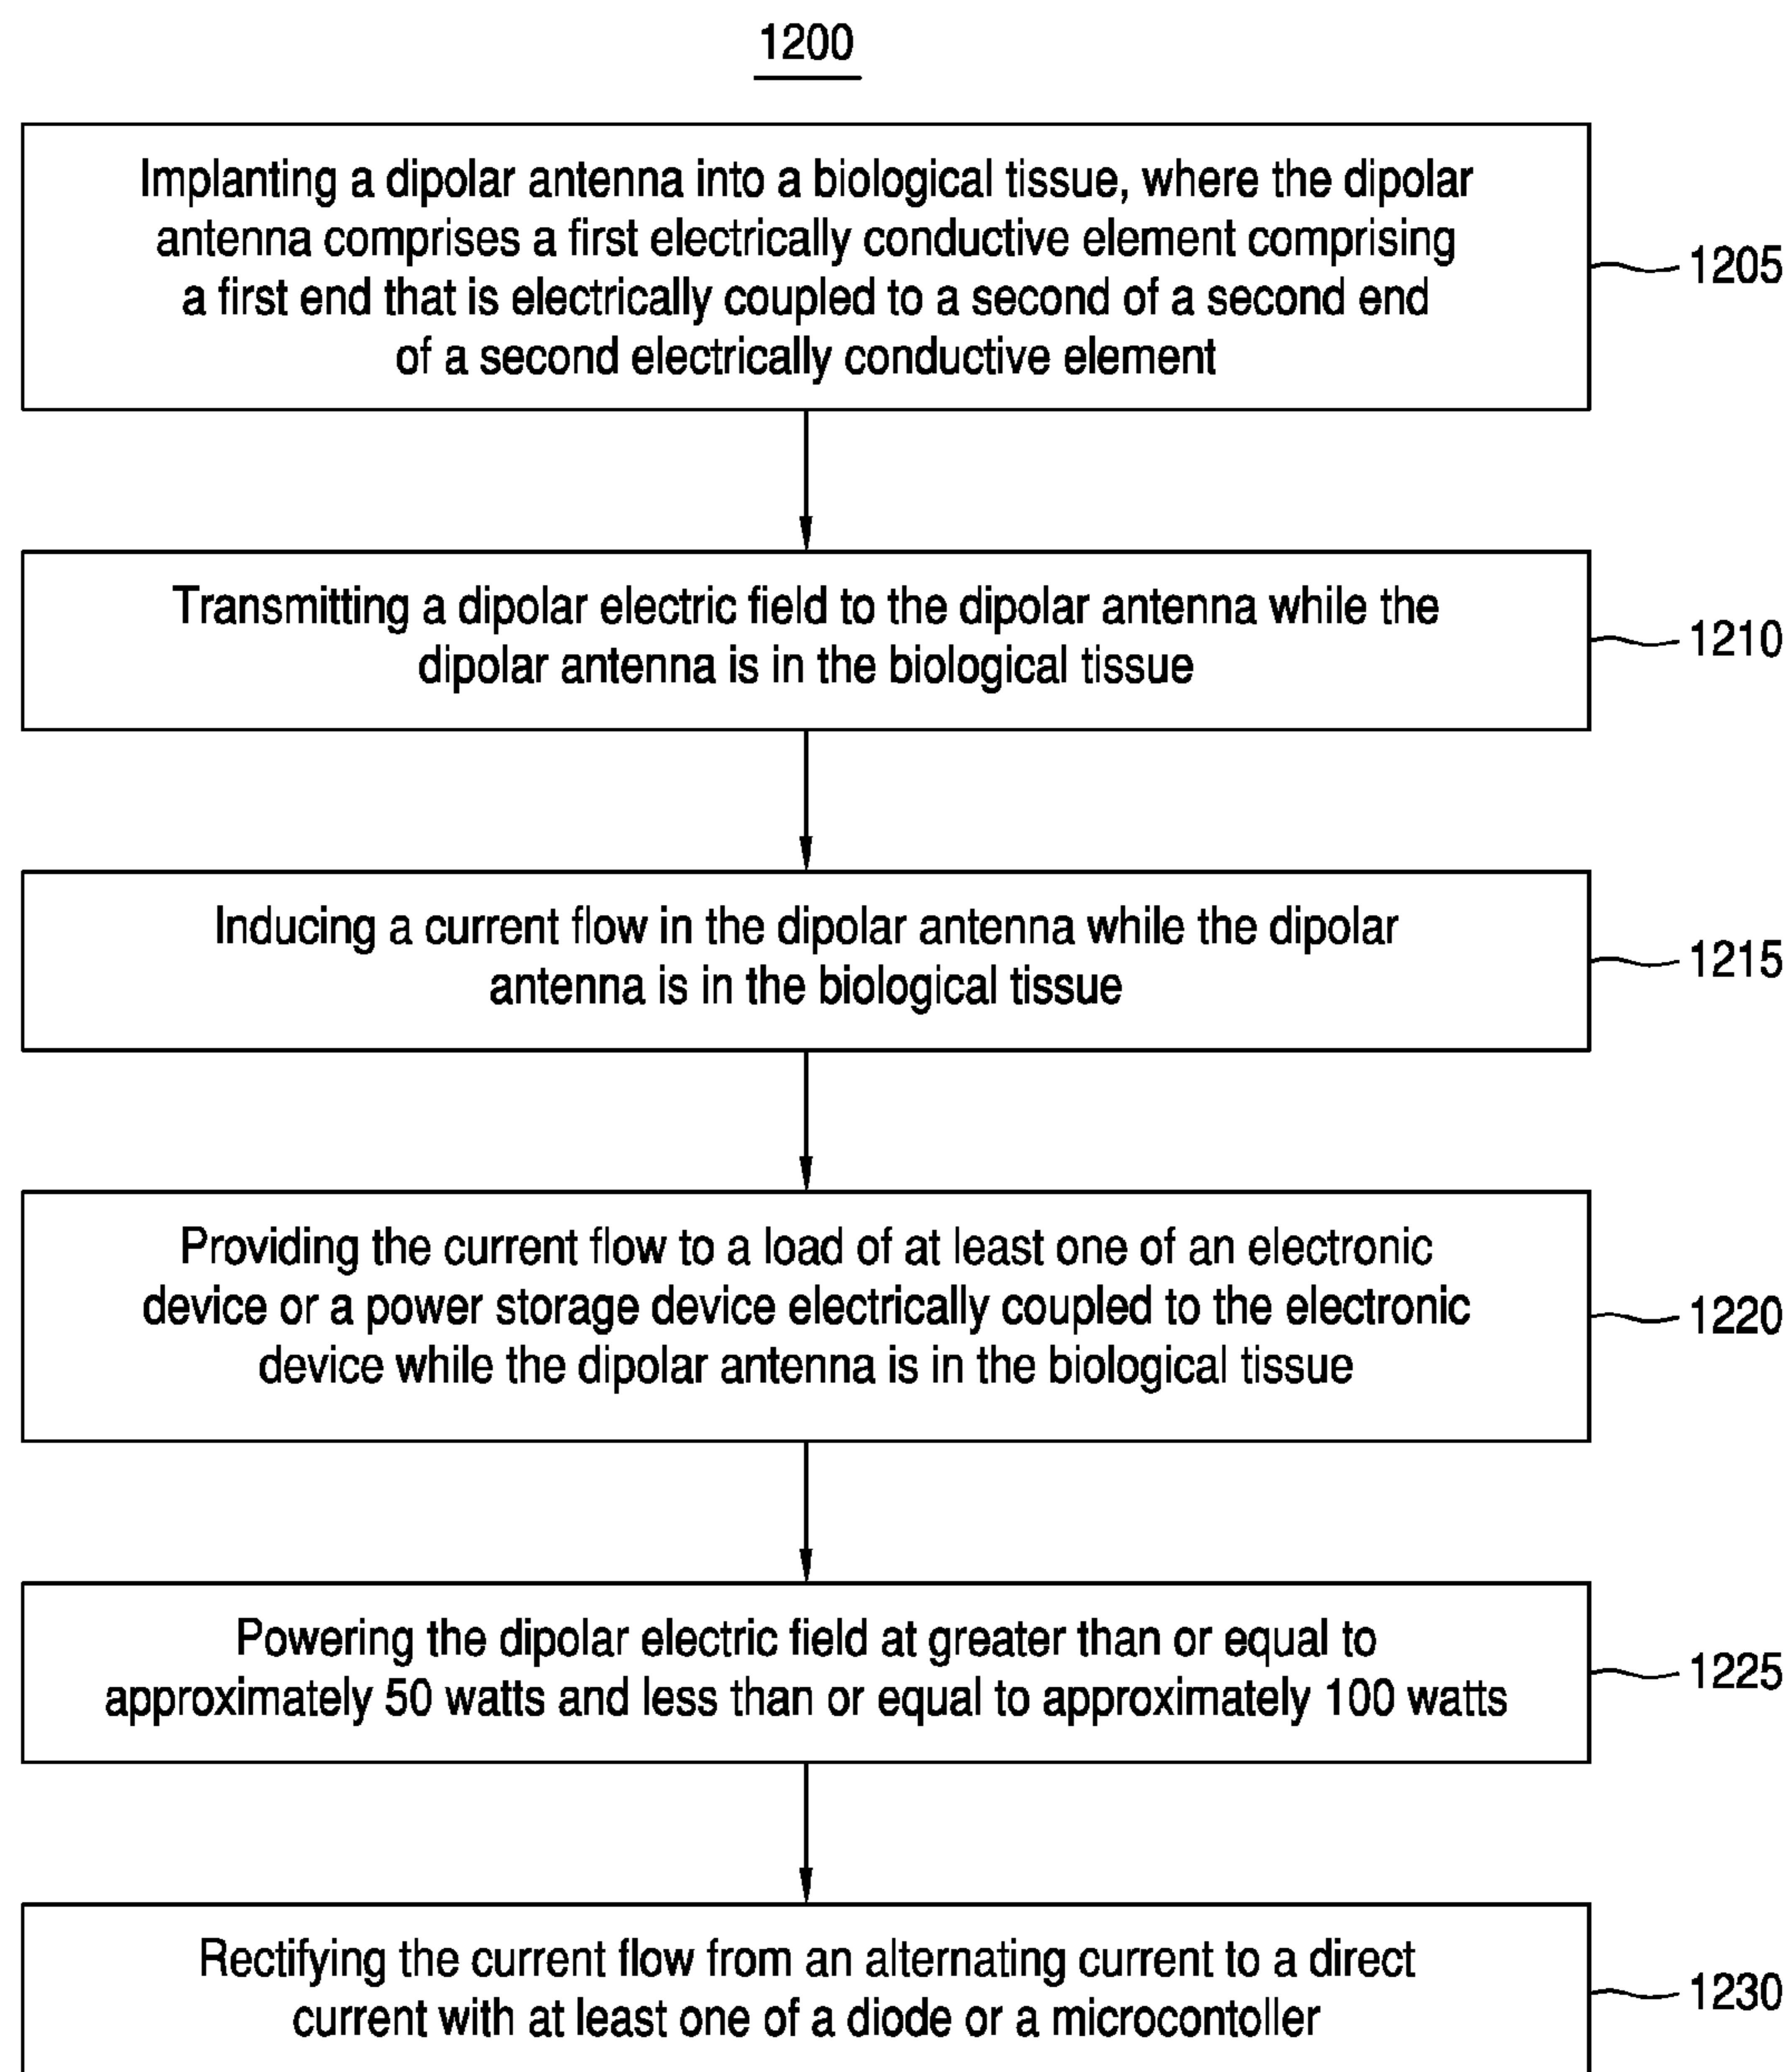 1200
Implanting a dipolar antenna into a biological tissue, where the dipolar
antenna comprises a first electrically conductive element comprising
a first end that is electrically coupled to a second of a second end
of a second electrically conductive element
1205
Transmitting a dipolar electric field to the dipolar antenna while the
dipolar antenna is in the biological tissue
1210
Inducing a current flow in the dipolar antenna while the dipolar
antenna is in the biological tissue
1215
Providing the current flow to a load of at least one of an electronic
device or a power storage device electrically coupled to the electronic
device while the dipolar antenna is in the biological tissue
1220
Powering the dipolar electric field at greater than or equal to
approximately 50 watts and less than or equal to approximately 100 watts
1225
Rectifying the current flow from an alternating current to a direct
current with at least one of a diode or a microcontoller
1230